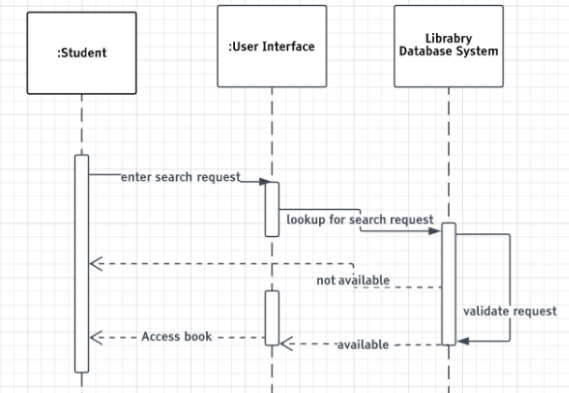 :Student
:User Interface
Librabry
Database System
enter search request
lookup for search request
not available
validate request
Access book
available